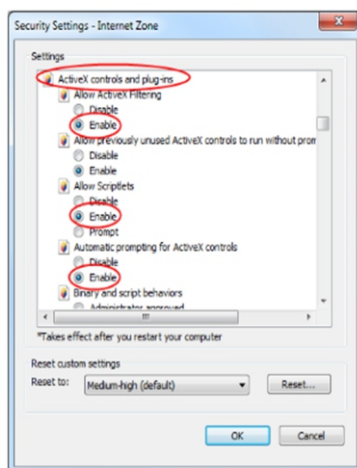 Security Settings - Internet Zone
Settings
ActiveX controls and plug-ins
Allow ActiveX Filtering
Disable
Enable
Allow previously unused ActiveX controls to run without prom
Disable
Enable
Allow Scriptlets
Disable
Enable
Prompt
Automatic prompting for ActiveX controls
Disable
Enable
Binary and script behaviors
Administrator approved
*Takes effect after you restart your computer
Reset custom settings
Reset to: Medium-high (default) Reset...
OK Cancel